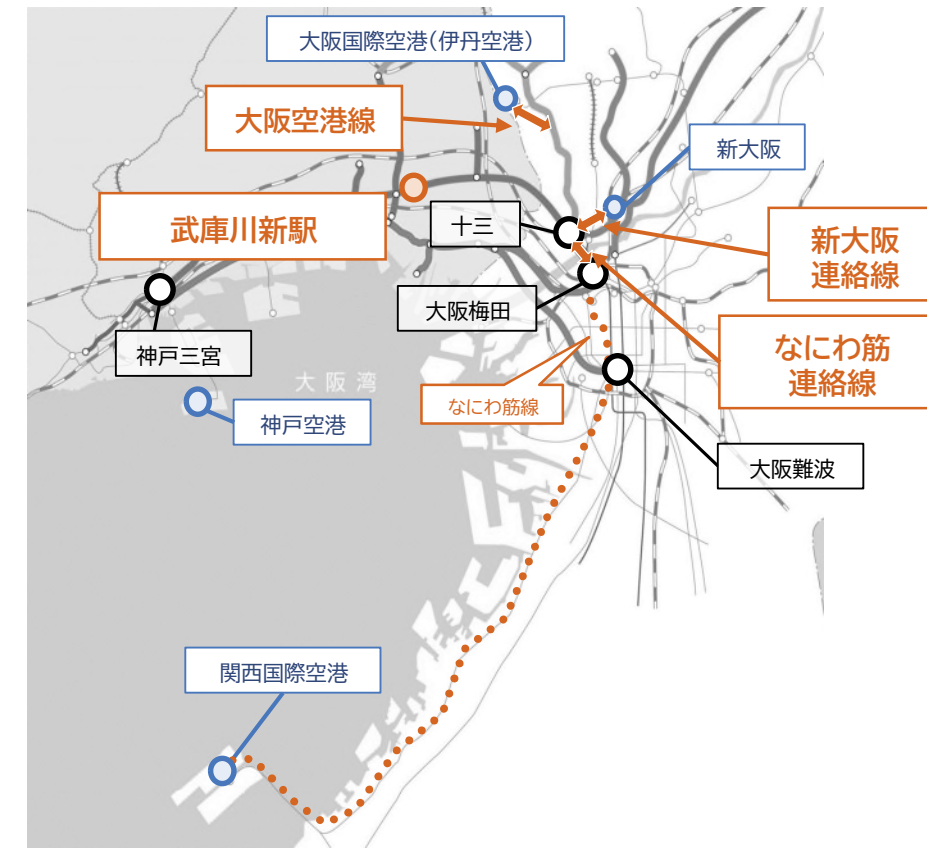 大阪国際空港(伊丹空港)
大阪空港線
新大阪
武庫川新駅
十三
新大阪
連絡線
大阪梅田
なにわ筋
連絡線
神戸三宮
大阪湾
なにわ筋線
神戸空港
大阪難波
関西国際空港